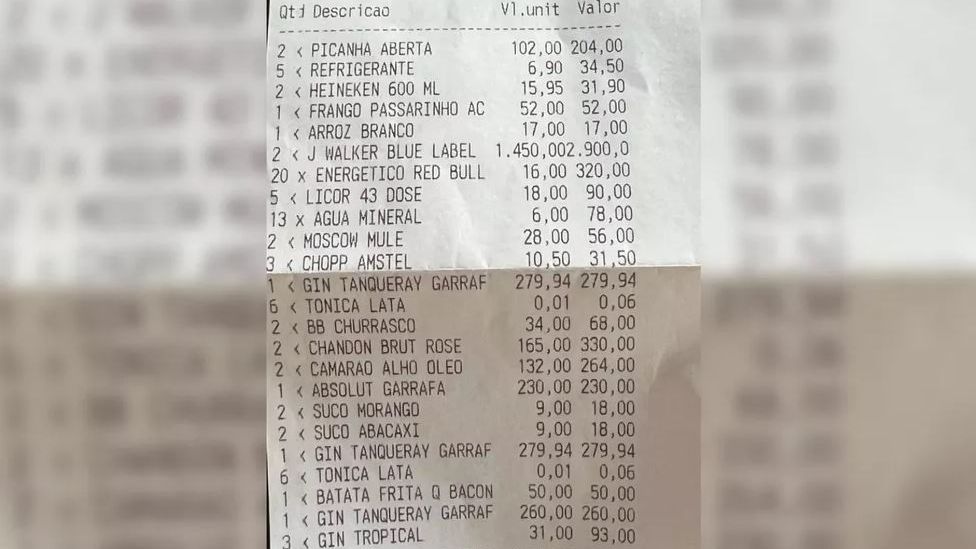 Qtd Descricao Vl.unit Valor
2 < PICANHA ABERTA 102,00 204,00
5 < REFRIGERANTE 6,90 34,50
2 < HEINEKEN 600 ML 15,95 31,90
1 < FRANGO PASSARINHO AC 52,00 52,00
1 < ARROZ BRANCO 17,00 17,00
2 < J WALKER BLUE LABEL 1.450,002.900,0
20 x ENERGETICO RED BULL 16,00 320,00
5 < LICOR 43 DOSE 18,00 90,00
13 x AGUA MINERAL 6,00 78,00
2 < MOSCOW MULE 28,00 56,00
3 < CHOPP AMSTEL 10,50 31,50
1 < GIN TANQUERAY GARRAF 279,94 279,94
6 < TONICA LATA 0,01 0,06
2 < BB CHURRASCO 34,00 68,00
2 < CHANDON BRUT ROSE 165,00 330,00
2 < CAMARAO ALHO OLEO 132,00 264,00
1 < ABSOLUT GARRAFA 230,00 230,00
2 < SUCO MORANGO 9,00 18,00
2 < SUCO ABACAXI 9,00 18,00
1 < GIN TANQUERAY GARRAF 279,94 279,94
6 < TONICA LATA 0,01 0,06
1 < BATATA FRITA Q BACON 50,00 50,00
1 < GIN TANQUERAY GARRAF 260,00 260,00
3 < GIN TROPICAL 31,00 93,00